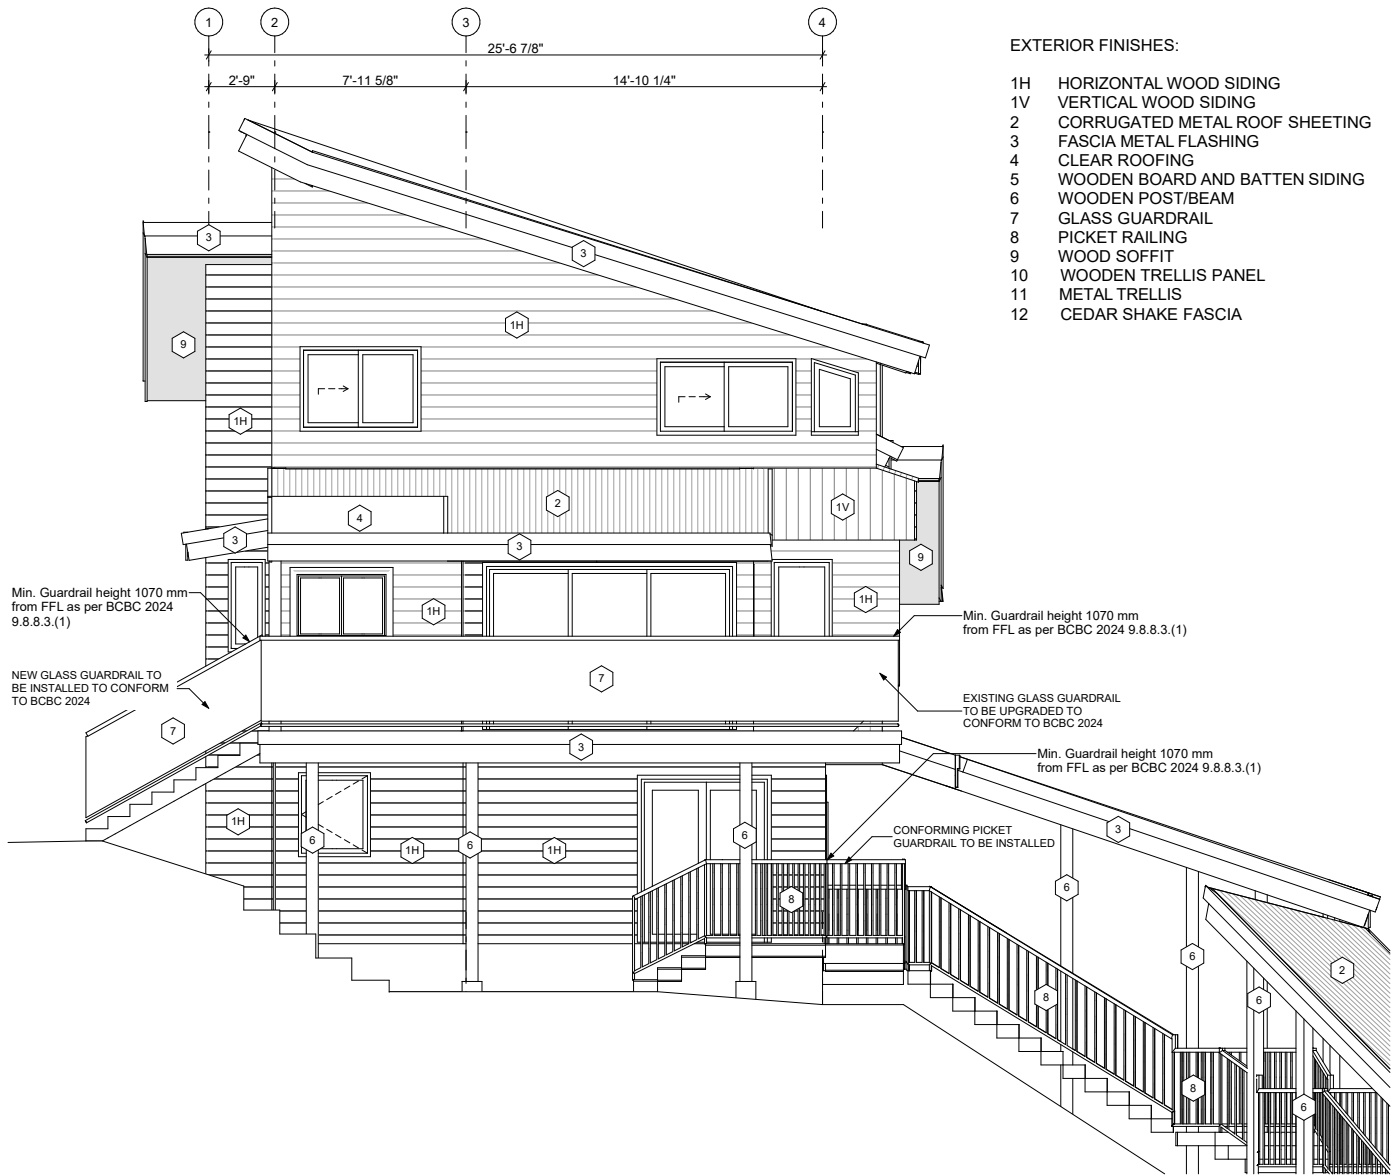 1
2
3
4
25'-6 7/8"
2'-9"
7'-11 5/8"
14'-10 1/4"
EXTERIOR FINISHES:
1H HORIZONTAL WOOD SIDING
1V VERTICAL WOOD SIDING
2 CORRUGATED METAL ROOF SHEETING
3 FASCIA METAL FLASHING
4 CLEAR ROOFING
5 WOODEN BOARD AND BATTEN SIDING
6 WOODEN POST/BEAM
7 GLASS GUARDRAIL
8 PICKET RAILING
9 WOOD SOFFIT
10 WOODEN TRELLIS PANEL
11 METAL TRELLIS
12 CEDAR SHAKE FASCIA
3
3
1H
9
1H
2
1V
4
3
3
9
1H
1H
Min. Guardrail height 1070 mm
from FFL as per BCBC 2024
9.8.8.3.(1)
Min. Guardrail height 1070 mm
from FFL as per BCBC 2024 9.8.8.3.(1)
NEW GLASS GUARDRAIL TO
BE INSTALLED TO CONFORM
TO BCBC 2024
7
7
EXISTING GLASS GUARDRAIL
TO BE UPGRADED TO
CONFORM TO BCBC 2024
3
Min. Guardrail height 1070 mm
from FFL as per BCBC 2024 9.8.8.3.(1)
1H
6
1H
6
1H
6
CONFORMING PICKET
GUARDRAIL TO BE INSTALLED
3
8
6
6
2
8
6
8
6